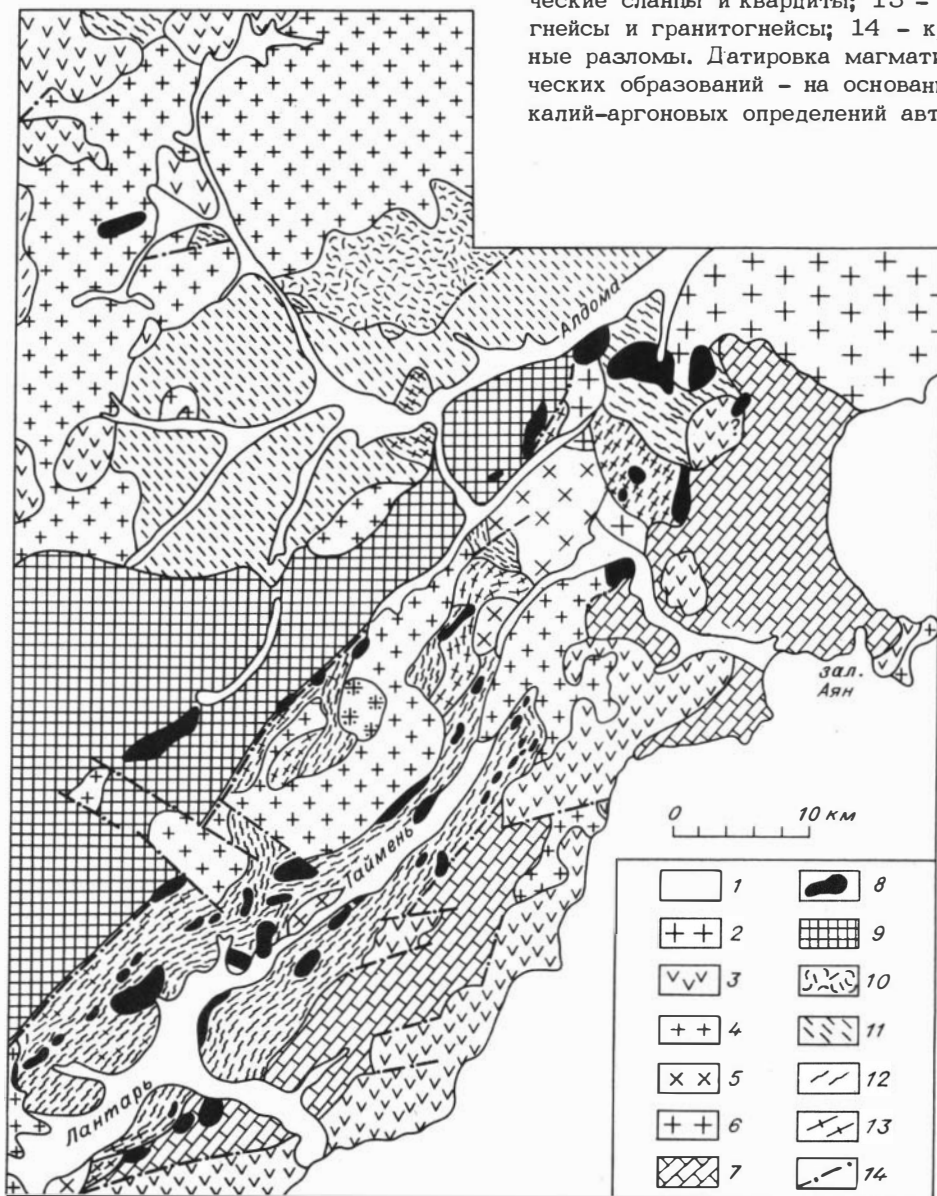 ческие сланцы и кварциты; 13 -
гнейсы и гранитогнейсы; 14 - к
ные разломы. Датировка магмати
ческих образований - на основани
калий-аргоновых определений авт
Алдома
?
зал.
Аян
0 10 км
Таймень
Лантарь
1 8
2 9
3 10
4 11
5 12
6 13
7 14